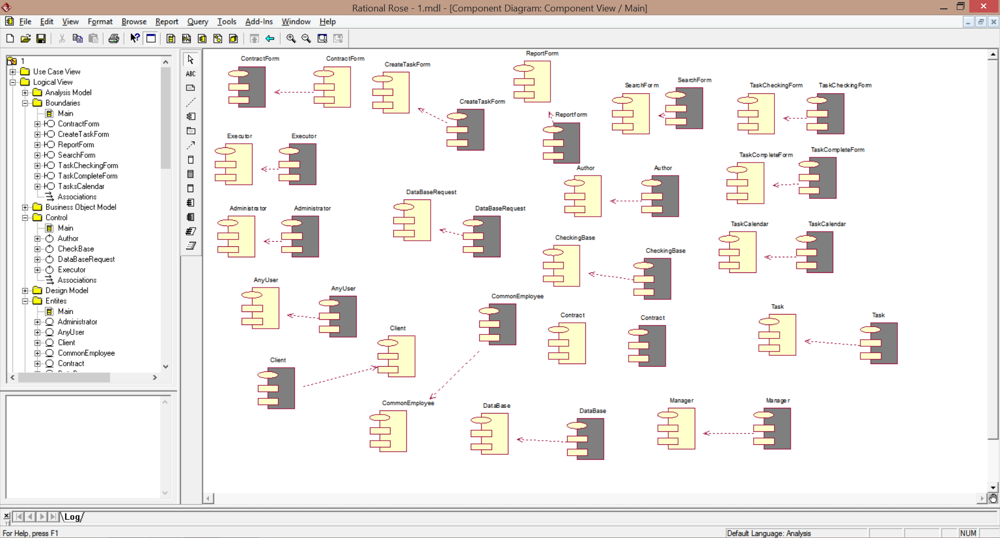 Rational Rose - 1.mdl - [Component Diagram: Component View / Main]
File Edit View Format Browse Report Query Tools Add-Ins Window Help
1
Use Case View
Logical View
Analysis Model
Boundaries
Main
ContractForm
CreateTaskForm
ReportForm
SearchForm
TaskCheckingForm
TaskCompleteForm
TasksCalendar
Associations
Business Object Model
Control
Main
Author
CheckBase
DataBaseRequest
Executor
Associations
Design Model
Entites
Main
Administrator
AnyUser
Client
CommonEmployee
Contract
ABC
ContractForm
ContractForm
CreateTaskForm
ReportForm
SearchForm
SearchForm
TaskCheckingForm
TaskCheckingForm
CreateTaskForm
Reportform
Executor
Executor
TaskCompleteForm
TaskCompleteForm
Author
Author
DataBaseRequest
DataBaseRequest
Administrator
Administrator
TaskCalendar
TaskCalendar
CheckingBase
CheckingBase
AnyUser
AnyUser
CommonEmployee
Contract
Contract
Task
Task
Client
Client
CommonEmployee
DataBase
DataBase
Manager
Manager
Log
For Help, press F1
Default Language: Analysis
NUM